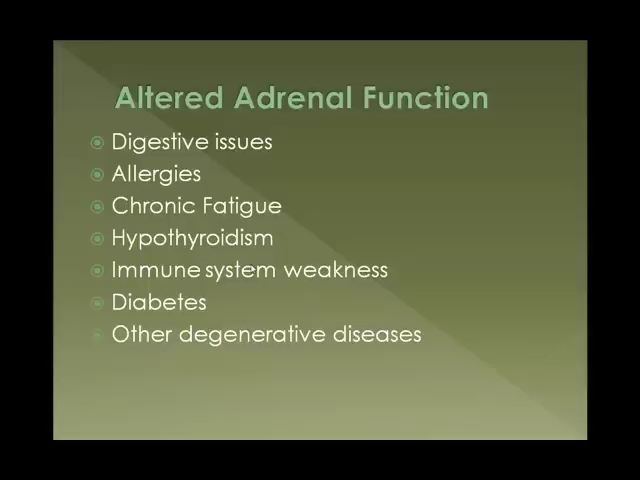 Altered Adrenal Function
Digestive issues
Allergies
Chronic Fatigue
Hypothyroidism
Immune system weakness
Diabetes
Other degenerative diseases